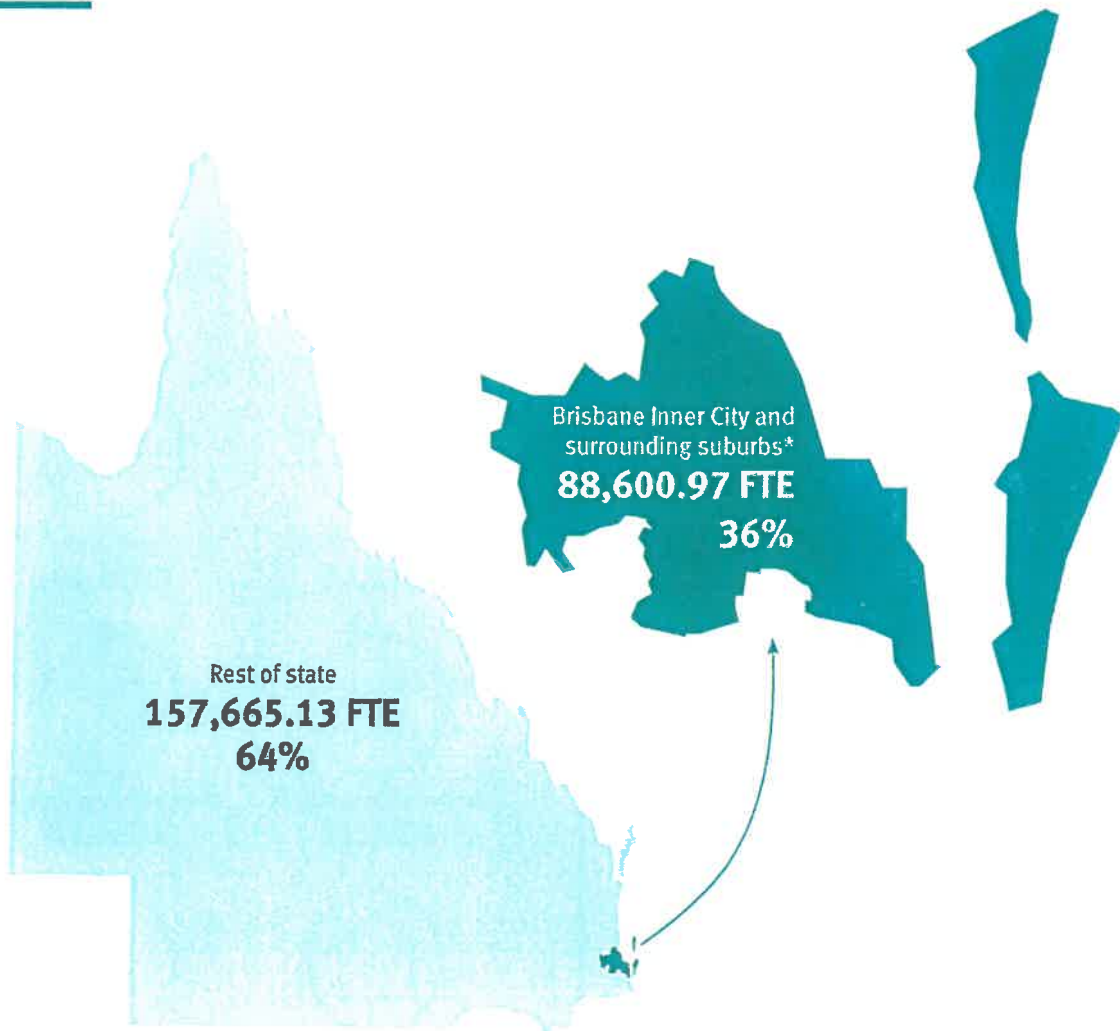 Brisbane Inner City and
surrounding suburbs*
88,600.97 FTE
36%
Rest of state
157,665.13 FTE
64%